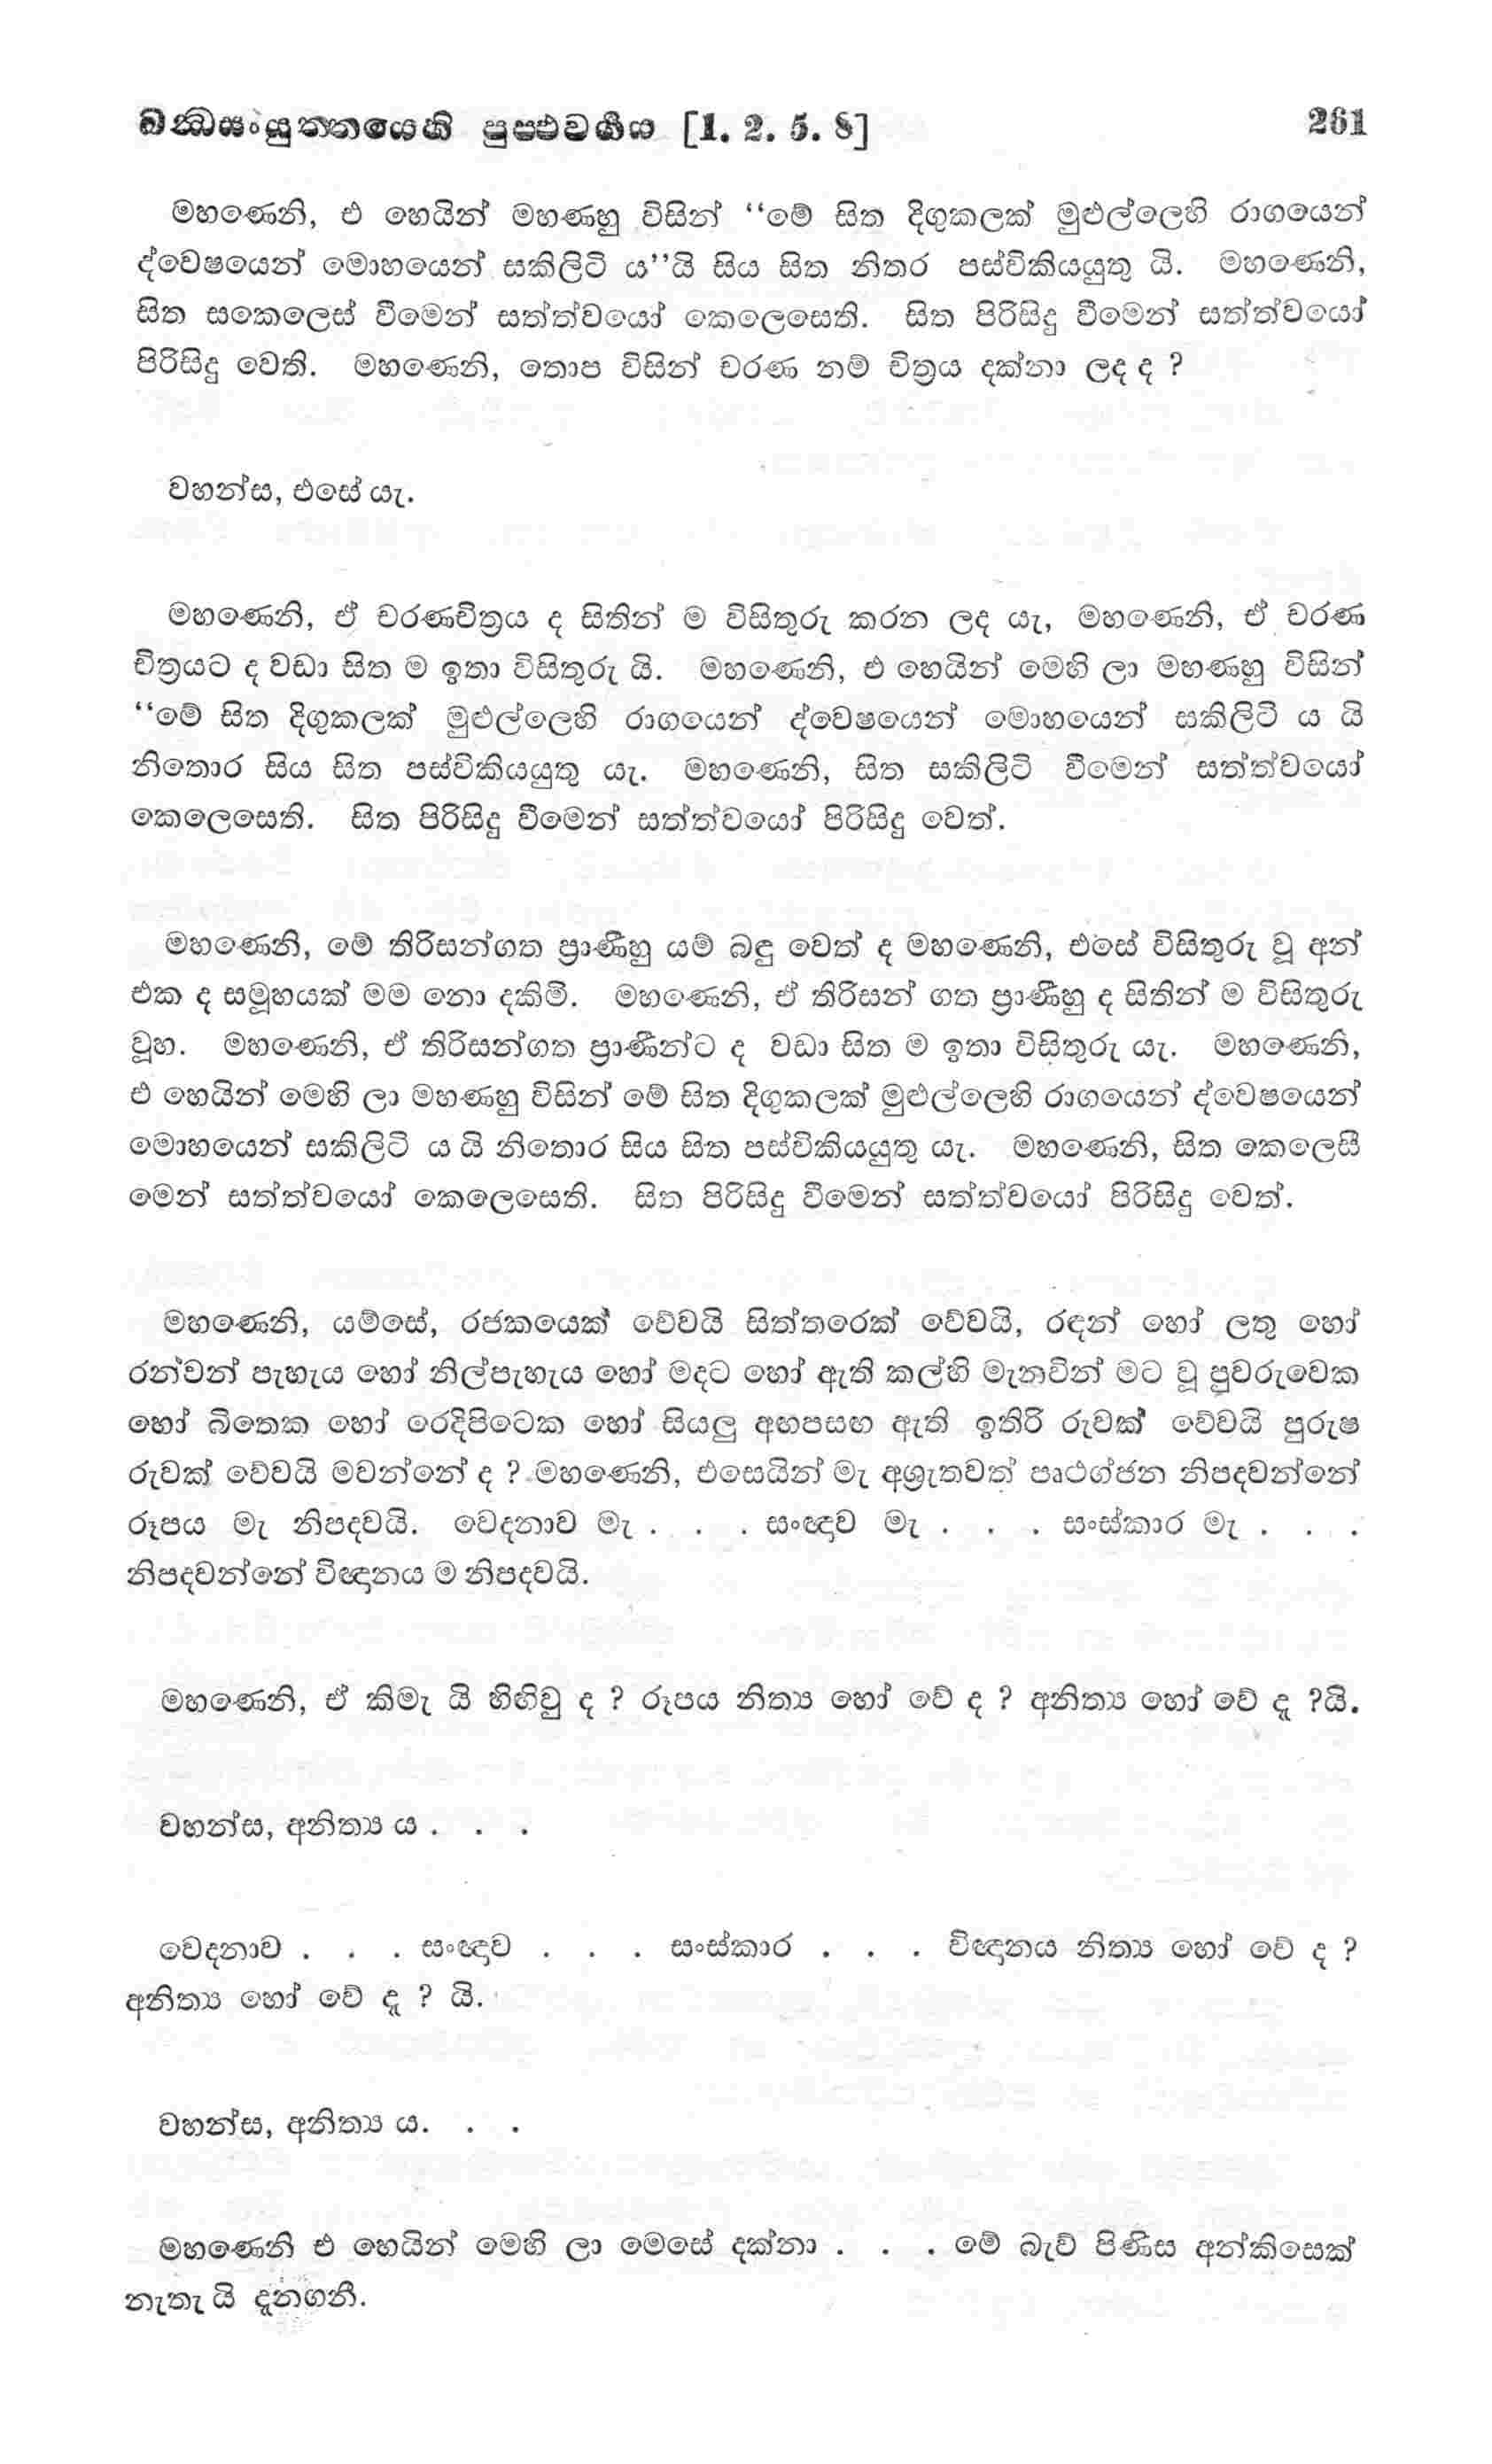 ඛන්ධසංයුත්තයෙහි පුප්ඵවර්ගය [1. 2. 5. 8] 261
මහණෙනි, එ හෙයින් මහණහු විසින් “මේ සිත දිගුකලක් මුළුල්ලෙහි රාගයෙන්
ද්වෙෂයෙන් මොහයෙන් සකිලිටි ය”යි සිය සිත නිතර පස්විකියයුතු යි. මහණෙනි,
සිත සකෙලෙස් වීමෙන් සත්ත්වයෝ කෙලෙසෙති. සිත පිරිසිදු වීමෙන් සත්ත්වයෝ
පිරිසිදු වෙති. මහණෙනි, තොප විසින් චරණ නම් චිත්‍රය දක්නා ලද ද ?
වහන්ස, එසේ යැ.
මහණෙනි, ඒ චරණචිත්‍රය ද සිතින් ම විසිතුරු කරන ලද යැ, මහණෙනි, ඒ චරණ
චිත්‍රයට ද වඩා සිත ම ඉතා විසිතුරු යි. මහණෙනි, එ හෙයින් මෙහි ලා මහණහු විසින්
“මේ සිත දිගුකලක් මුළුල්ලෙහි රාගයෙන් ද්වෙෂයෙන් මොහයෙන් සකිලිටි ය යි
නිතොර සිය සිත පස්විකියයුතු යැ. මහණෙනි, සිත සකිලිටි වීමෙන් සත්ත්වයෝ
කෙලෙසෙති. සිත පිරිසිදු වීමෙන් සත්ත්වයෝ පිරිසිදු වෙත්.
මහණෙනි, මේ තිරිසන්ගත ප්‍රාණීහු යම් බඳු වෙත් ද මහණෙනි, එසේ විසිතුරු වූ අන්
එක ද සමූහයක් මම නො දකිමි. මහණෙනි, ඒ තිරිසන් ගත ප්‍රාණීහු ද සිතින් ම විසිතුරු
වූහ. මහණෙනි, ඒ තිරිසන්ගත ප්‍රාණීන්ට ද වඩා සිත ම ඉතා විසිතුරු යැ. මහණෙනි,
එ හෙයින් මෙහි ලා මහණහු විසින් මේ සිත දිගුකලක් මුළුල්ලෙහි රාගයෙන් ද්වෙෂයෙන්
මොහයෙන් සකිලිටි ය යි නිතොර සිය සිත පස්විකියයුතු යැ. මහණෙනි, සිත කෙලෙසී
මෙන් සත්ත්වයෝ කෙලෙසෙති. සිත පිරිසිදු වීමෙන් සත්ත්වයෝ පිරිසිදු වෙත්.
මහණෙනි, යම්සේ, රජකයෙක් වේවයි සිත්තරෙක් වේවයි, රඳන් හෝ ලතු හෝ
රන්වන් පැහැය හෝ නිල්පැහැය හෝ මදට හෝ ඇති කල්හි මැනවින් මට වූ පුවරුවෙක
හෝ බිතෙක හෝ රෙදිපිටෙක හෝ සියලු අඟපසඟ ඇති ඉතිරි රුවක් වේවයි පුරුෂ
රුවක් වේවයි මවන්නේ ද ? මහණෙනි, එසෙයින් මැ අශ්‍රැතවත් පෘථග්ජන නිපදවන්නේ
රූපය මැ නිපදවයි. වෙදනාව මැ . . . සංඥාව මැ . . . සංස්කාර මැ . . .
නිපදවන්නේ විඥානය ම නිපදවයි.
මහණෙනි, ඒ කිමැ යි හිඟිවු ද ? රූපය නිත්‍ය හෝ වේ ද ? අනිත්‍ය හෝ වේ දැ ?යි.
වහන්ස, අනිත්‍ය ය . . .
වෙදනාව . . . සංඥාව . . . සංස්කාර . . . විඥානය නිත්‍ය හෝ වේ ද ?
අනිත්‍ය හෝ වේ දැ ? යි.
වහන්ස, අනිත්‍ය ය. . .
මහණෙනි එ හෙයින් මෙහි ලා මෙසේ දක්නා . . . මේ බැව් පිණිස අන්කිසෙක්
නැතැ යි දැනගනී.